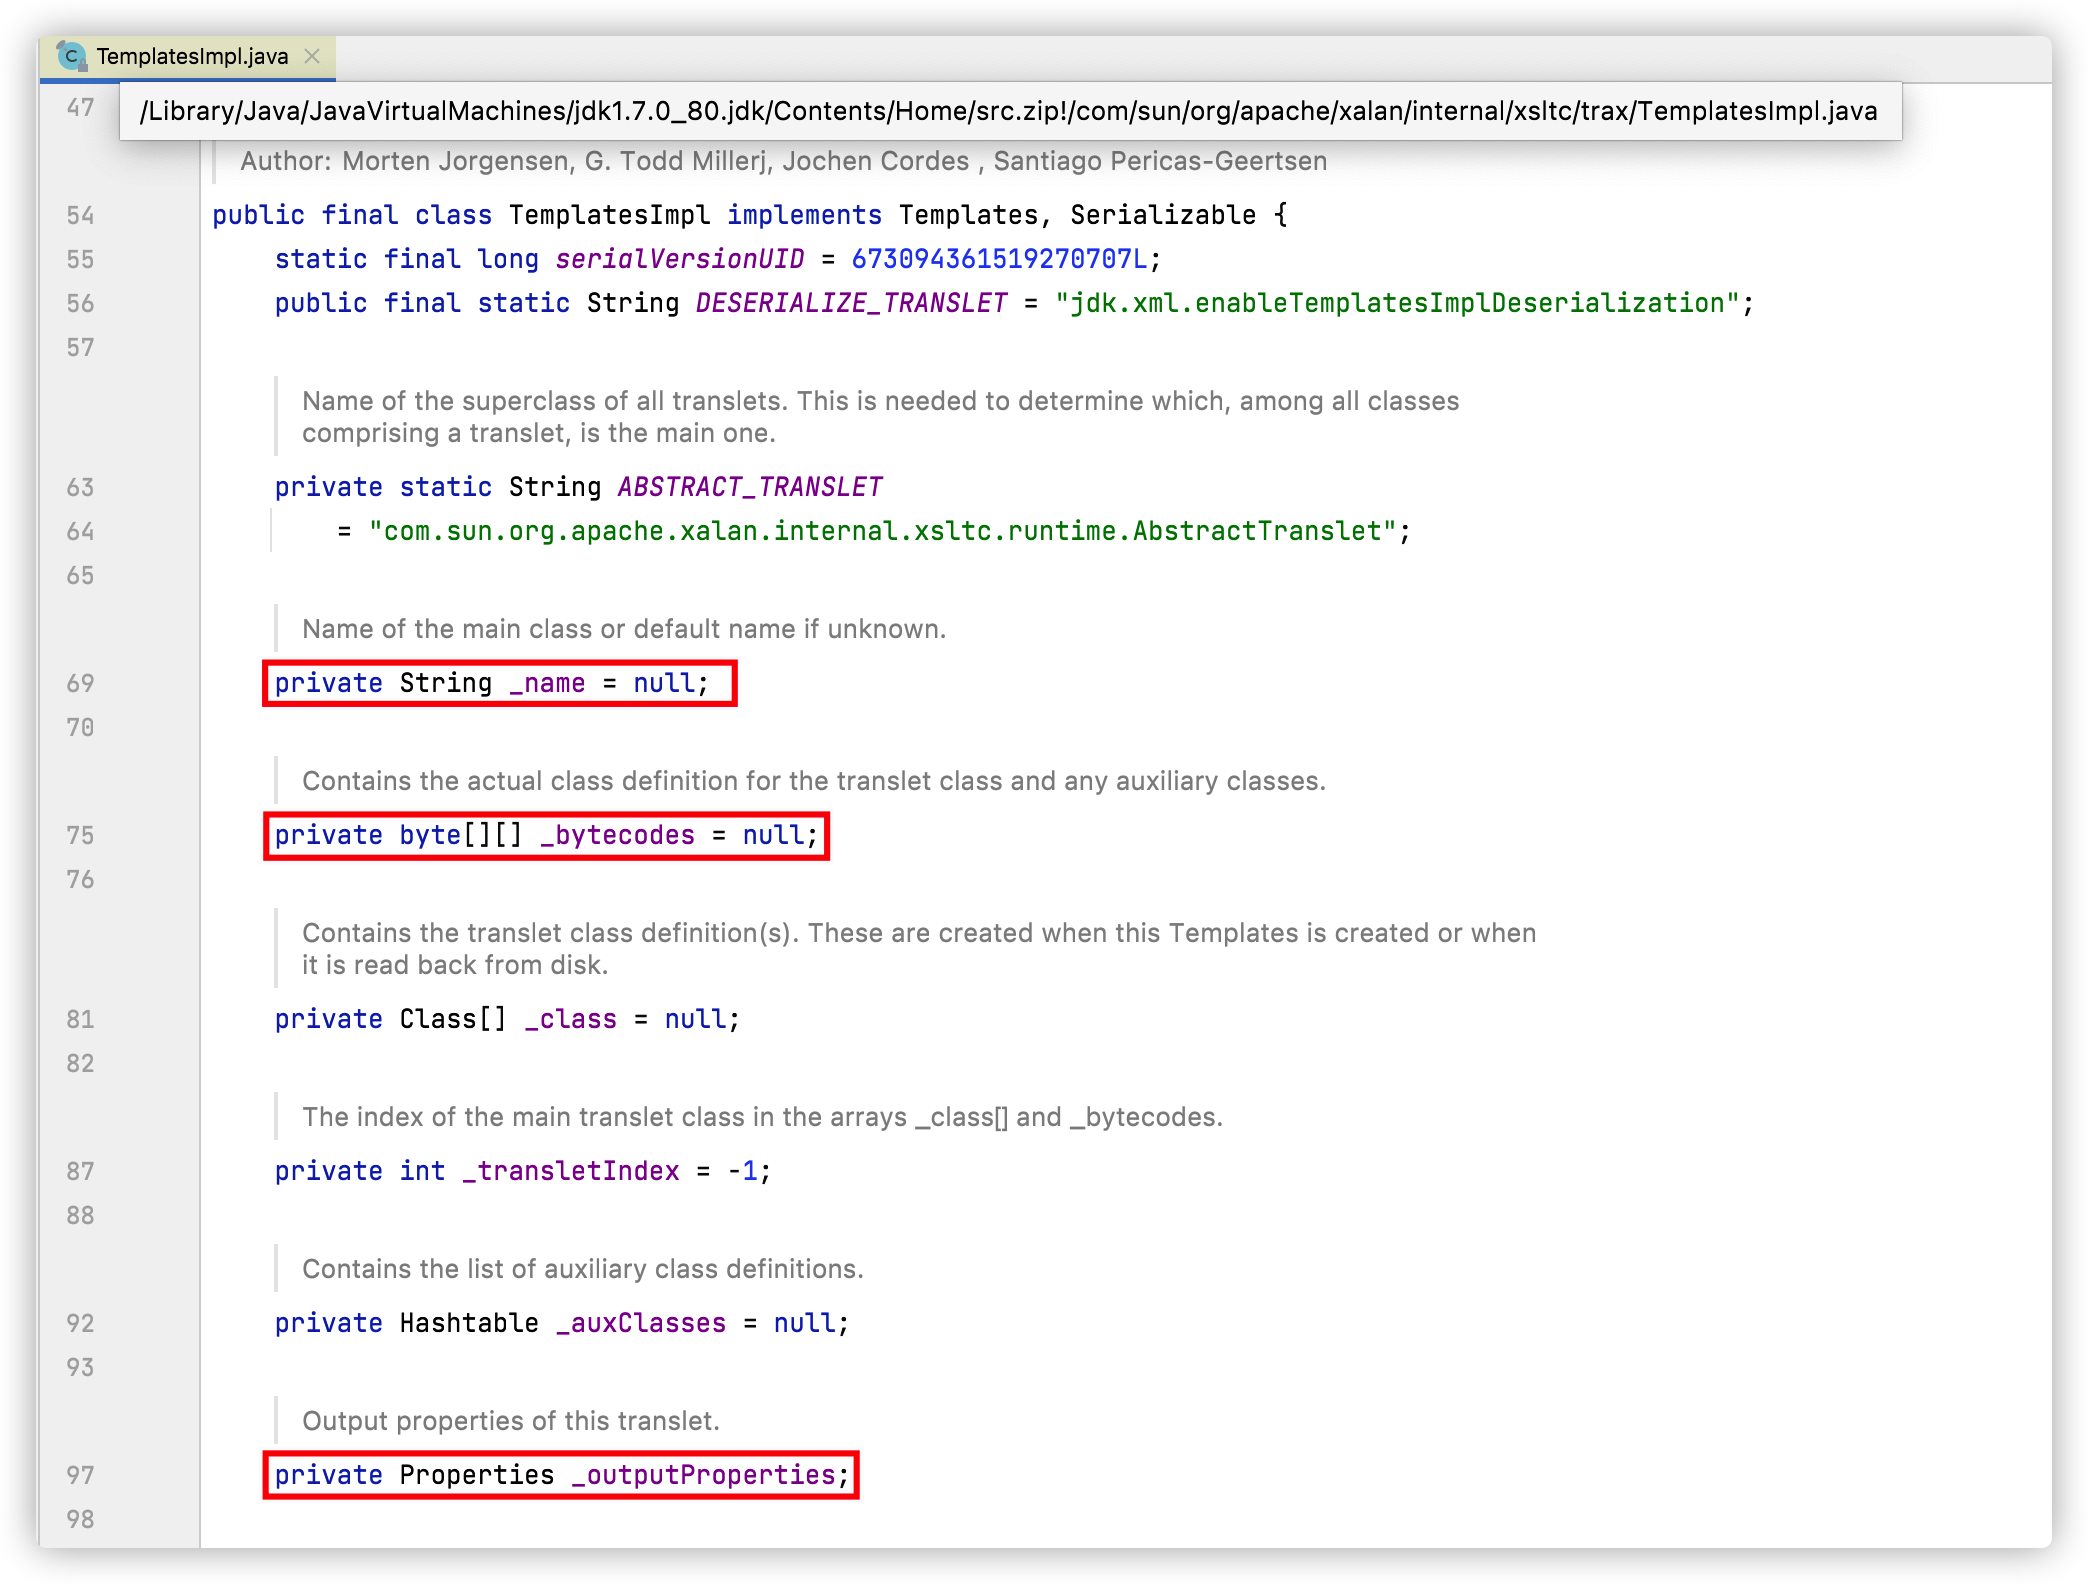 TemplatesImpl.java
47
/Library/Java/JavaVirtualMachines/jdk1.7.0_80.jdk/Contents/Home/src.zip!/com/sun/org/apache/xalan/internal/xsltc/trax/TemplatesImpl.java
Author: Morten Jorgensen, G. Todd Millerj, Jochen Cordes , Santiago Pericas-Geertsen
54 public final class TemplatesImpl implements Templates, Serializable {
55 static final long serialVersionUID = 673094361519270707L;
56 public final static String DESERIALIZE_TRANSLET = "jdk.xml.enableTemplatesImplDeserialization";
57
Name of the superclass of all translets. This is needed to determine which, among all classes
comprising a translet, is the main one.
63 private static String ABSTRACT_TRANSLET
64 = "com.sun.org.apache.xalan.internal.xsltc.runtime.AbstractTranslet";
65
Name of the main class or default name if unknown.
69 private String _name = null;
70
Contains the actual class definition for the translet class and any auxiliary classes.
75 private byte[][] _bytecodes = null;
76
Contains the translet class definition(s). These are created when this Templates is created or when
it is read back from disk.
81 private Class[] _class = null;
82
The index of the main translet class in the arrays _class[] and _bytecodes.
87 private int _transletIndex = -1;
88
Contains the list of auxiliary class definitions.
92 private Hashtable _auxClasses = null;
93
Output properties of this translet.
97 private Properties _outputProperties;
98